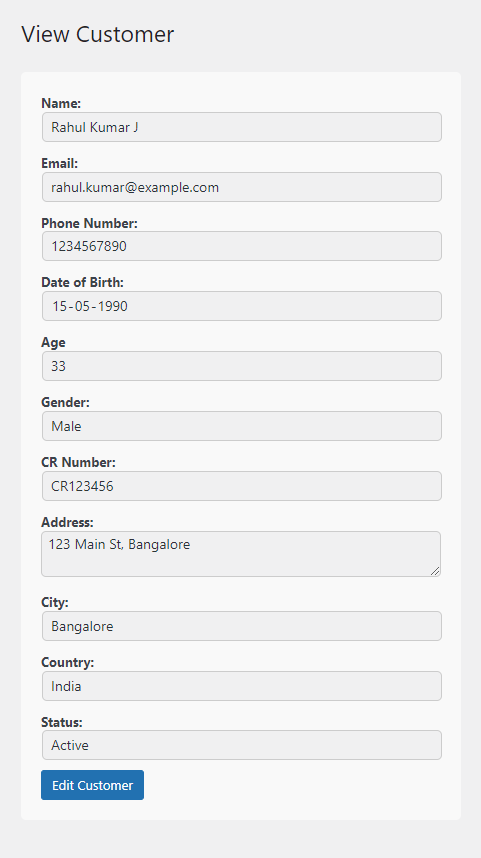 View Customer
Name:
Rahul Kumar J
Email:
rahul.kumar@example.com
Phone Number:
1234567890
Date of Birth:
15-05-1990
Age
33
Gender:
Male
CR Number:
CR123456
Address:
123 Main St, Bangalore
City:
Bangalore
Country:
India
Status:
Active
Edit Customer